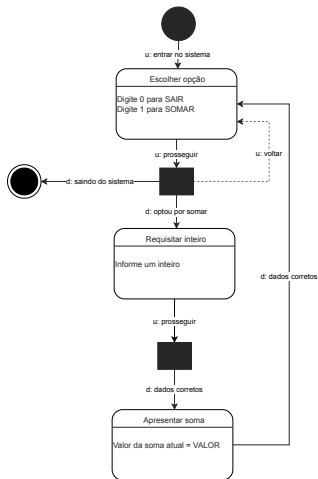 u: entrar no sistema
Escolher opção
Digite 0 para SAIR
Digite 1 para SOMAR
u: prosseguir
u: voltar
d: saindo do sistema
d: optou por somar
Requisitar inteiro
Informe um inteiro
d: dados corretos
u: prosseguir
d: dados corretos
Apresentar soma
Valor da soma atual = VALOR